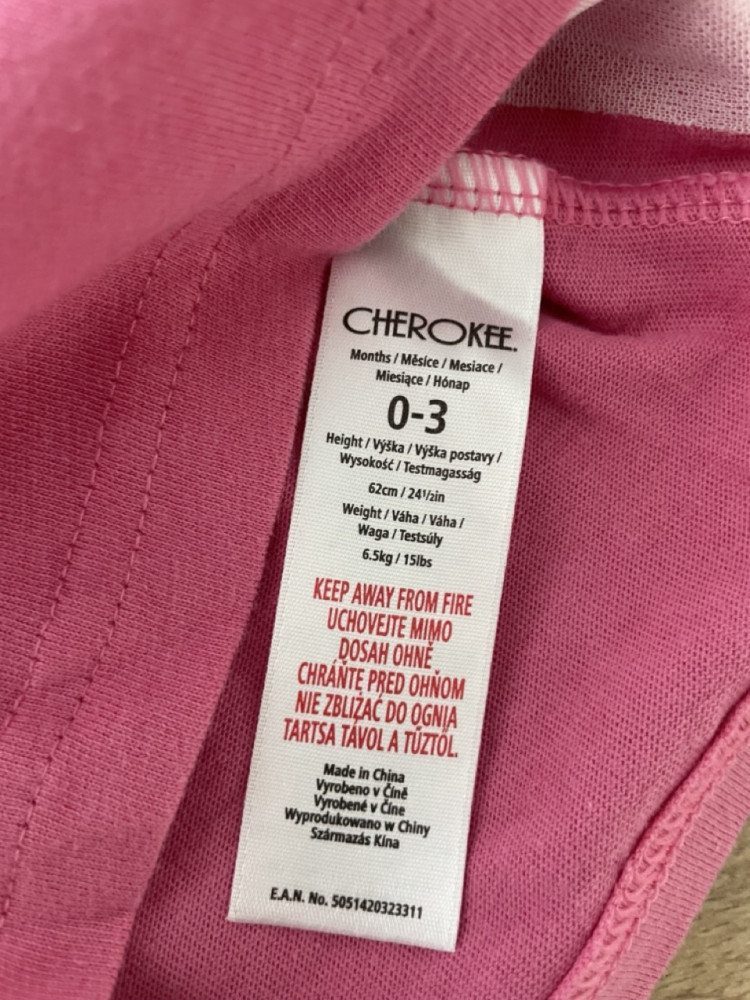 CHEROKEE.
Months / Měsíce / Mesiace /
Miesiące / Hónap
0-3
Height / Výška / Výška postavy /
Wysokość / Testmagasság
62cm / 24½in
Weight / Váha / Váha /
Waga / Testsúly
6.5kg / 15lbs
KEEP AWAY FROM FIRE
UCHOVEJTE MIMO
DOSAH OHNĚ
CHRÁŇTE PRED OHŇOM
NIE ZBLIŻAĆ DO OGNIA
TARTSA TÁVOL A TŰZTŐL.
Made in China
Vyrobeno v Číně
Vyrobené v Číne
Wyprodukowano w Chiny
Származás Kína
E.A.N. No. 5051420323311